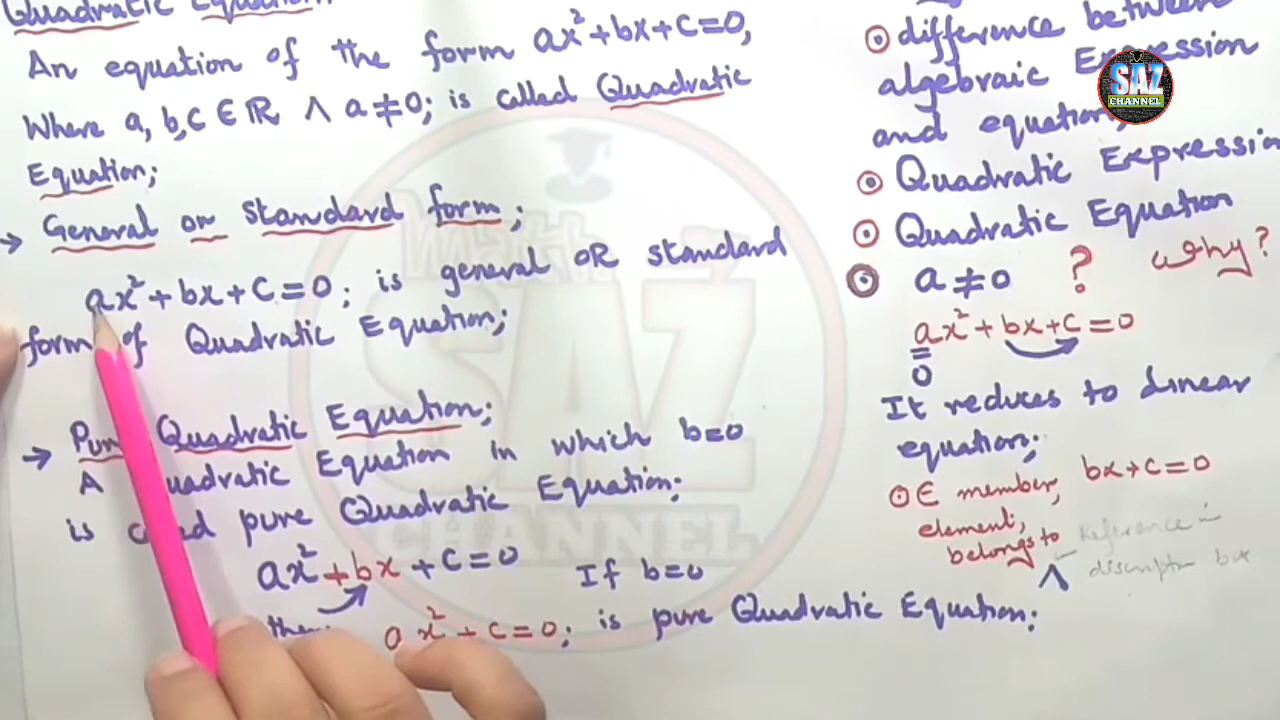 Quadratic Equation
An equation of the form ax²+bx+c=0,
Where a, b, c ∈ ℝ ∧ a≠0; is called Quadratic
Equation;
→ General or standard form;
ax²+bx+c=0; is general OR standard
form of Quadratic Equation;
→ Pure Quadratic Equation;
A Quadratic Equation in which b=0
is called pure Quadratic Equation;
ax²+bx+c=0 If b=0
then ax²+c=0; is pure Quadratic Equation;
difference between
algebraic Expression
and equation;
Quadratic Expression
Quadratic Equation
a≠0 ? why?
ax²+bx+c=0
=
0
It reduces to Linear
equation;
bx+c=0
∈ member,
element,
belongs to
∧
Reference in
SAZ
CHANNEL
SAZ
CHANNEL